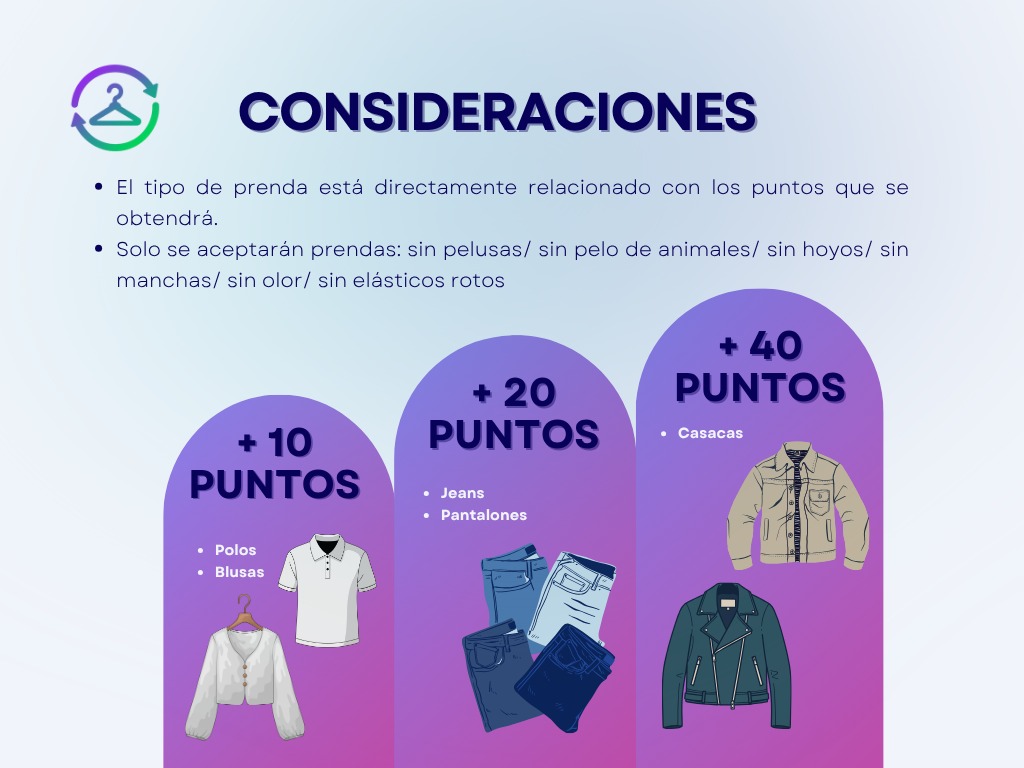 CONSIDERACIONES
• El tipo de prenda está directamente relacionado con los puntos que se
obtendrá.
• Solo se aceptarán prendas: sin pelusas/ sin pelo de animales/ sin hoyos/ sin
manchas/ sin olor/ sin elásticos rotos
+ 10
PUNTOS
• Polos
• Blusas
+ 20
PUNTOS
• Jeans
• Pantalones
+ 40
PUNTOS
• Casacas